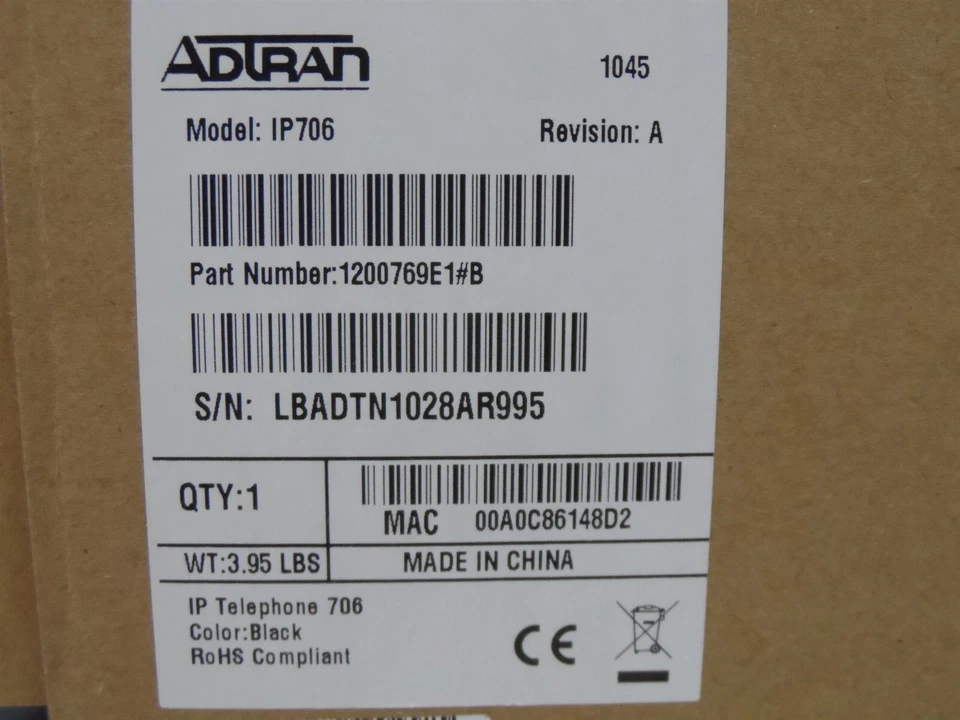 ADTRAN
1045
Model: IP706
Revision: A
Part Number:1200769E1#B
S/N: LBADTN1028AR995
QTY:1
MAC 00A0C86148D2
WT:3.95 LBS
MADE IN CHINA
IP Telephone 706
Color:Black
RoHS Compliant
CE